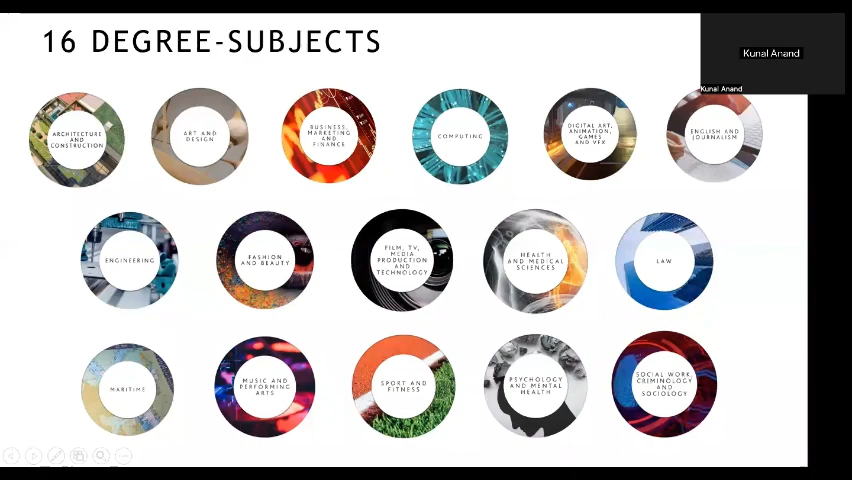 16 DEGREE-SUBJECTS
Kunal Anand
Kunal Anand
ARCHITECTURE
AND
CONSTRUCTION
ART AND
DESIGN
BUSINESS,
MARKETING
AND
FINANCE
COMPUTING
DIGITAL ART,
ANIMATION,
GAMES
AND VFX
ENGLISH AND
JOURNALISM
ENGINEERING
FASHION
AND BEAUTY
FILM, TV,
MEDIA
PRODUCTION
AND
TECHNOLOGY
HEALTH
AND MEDICAL
SCIENCES
LAW
MARITIME
MUSIC AND
PERFORMING
ARTS
SPORT AND
FITNESS
PSYCHOLOGY
AND MENTAL
HEALTH
SOCIAL WORK,
CRIMINOLOGY
AND
SOCIOLOGY